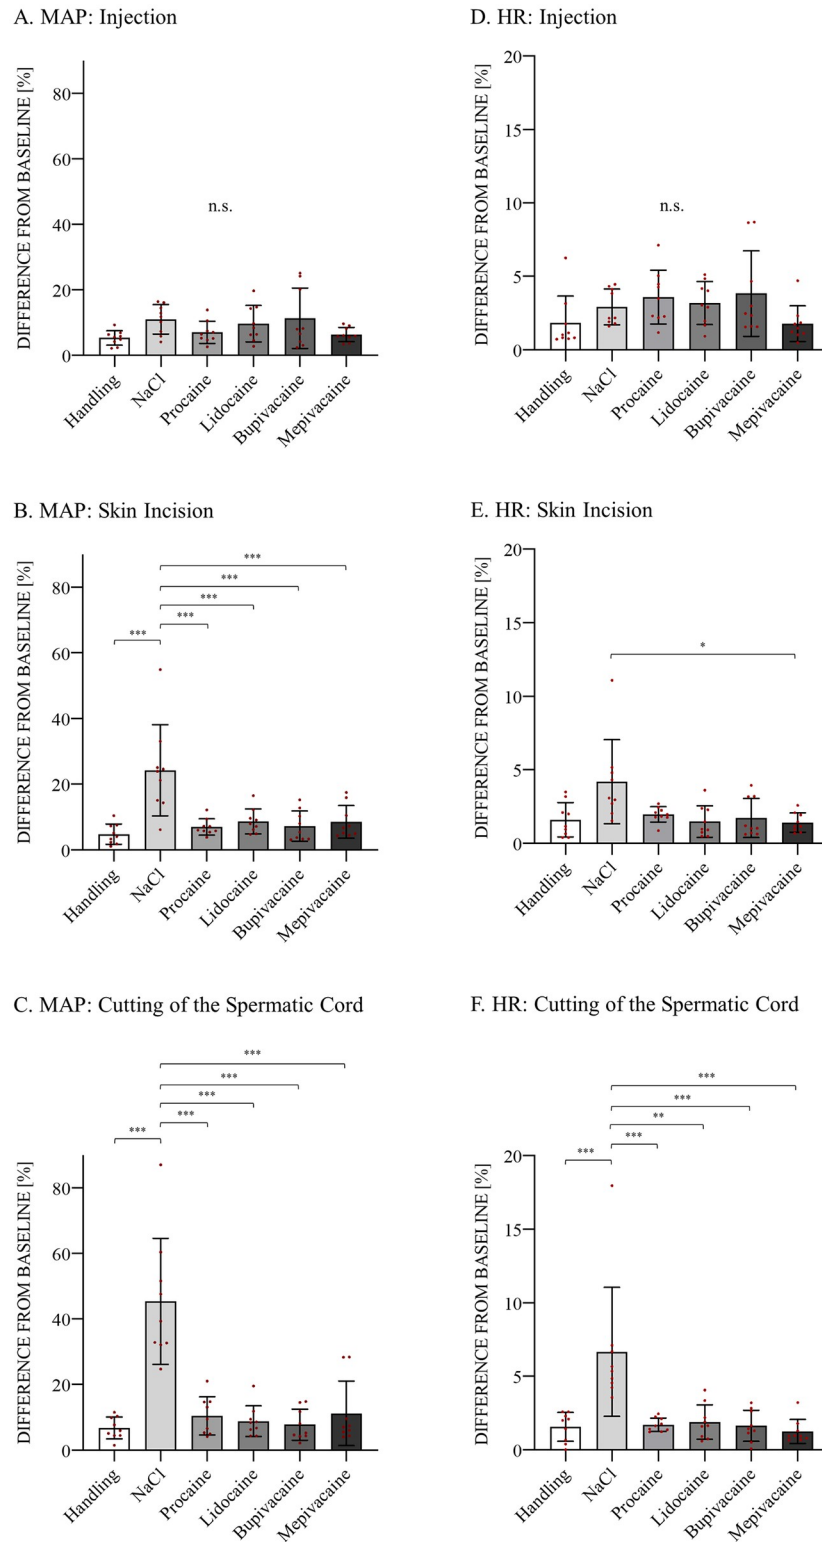 A. MAP: Injection
DIFFERENCE FROM BASELINE [%]
80
60
40
20
0
n.s.
Handling
NaCl
Procaine
Lidocaine
Bupivacaine
Mepivacaine
D. HR: Injection
DIFFERENCE FROM BASELINE [%]
20
15
10
5
0
n.s.
Handling
NaCl
Procaine
Lidocaine
Bupivacaine
Mepivacaine
B. MAP: Skin Incision
DIFFERENCE FROM BASELINE [%]
80
60
40
20
0
***
***
***
***
***
Handling
NaCl
Procaine
Lidocaine
Bupivacaine
Mepivacaine
E. HR: Skin Incision
DIFFERENCE FROM BASELINE [%]
20
15
10
5
0
*
Handling
NaCl
Procaine
Lidocaine
Bupivacaine
Mepivacaine
C. MAP: Cutting of the Spermatic Cord
DIFFERENCE FROM BASELINE [%]
80
60
40
20
0
***
***
***
***
***
Handling
NaCl
Procaine
Lidocaine
Bupivacaine
Mepivacaine
F. HR: Cutting of the Spermatic Cord
DIFFERENCE FROM BASELINE [%]
20
15
10
5
0
***
***
**
***
***
Handling
NaCl
Procaine
Lidocaine
Bupivacaine
Mepivacaine